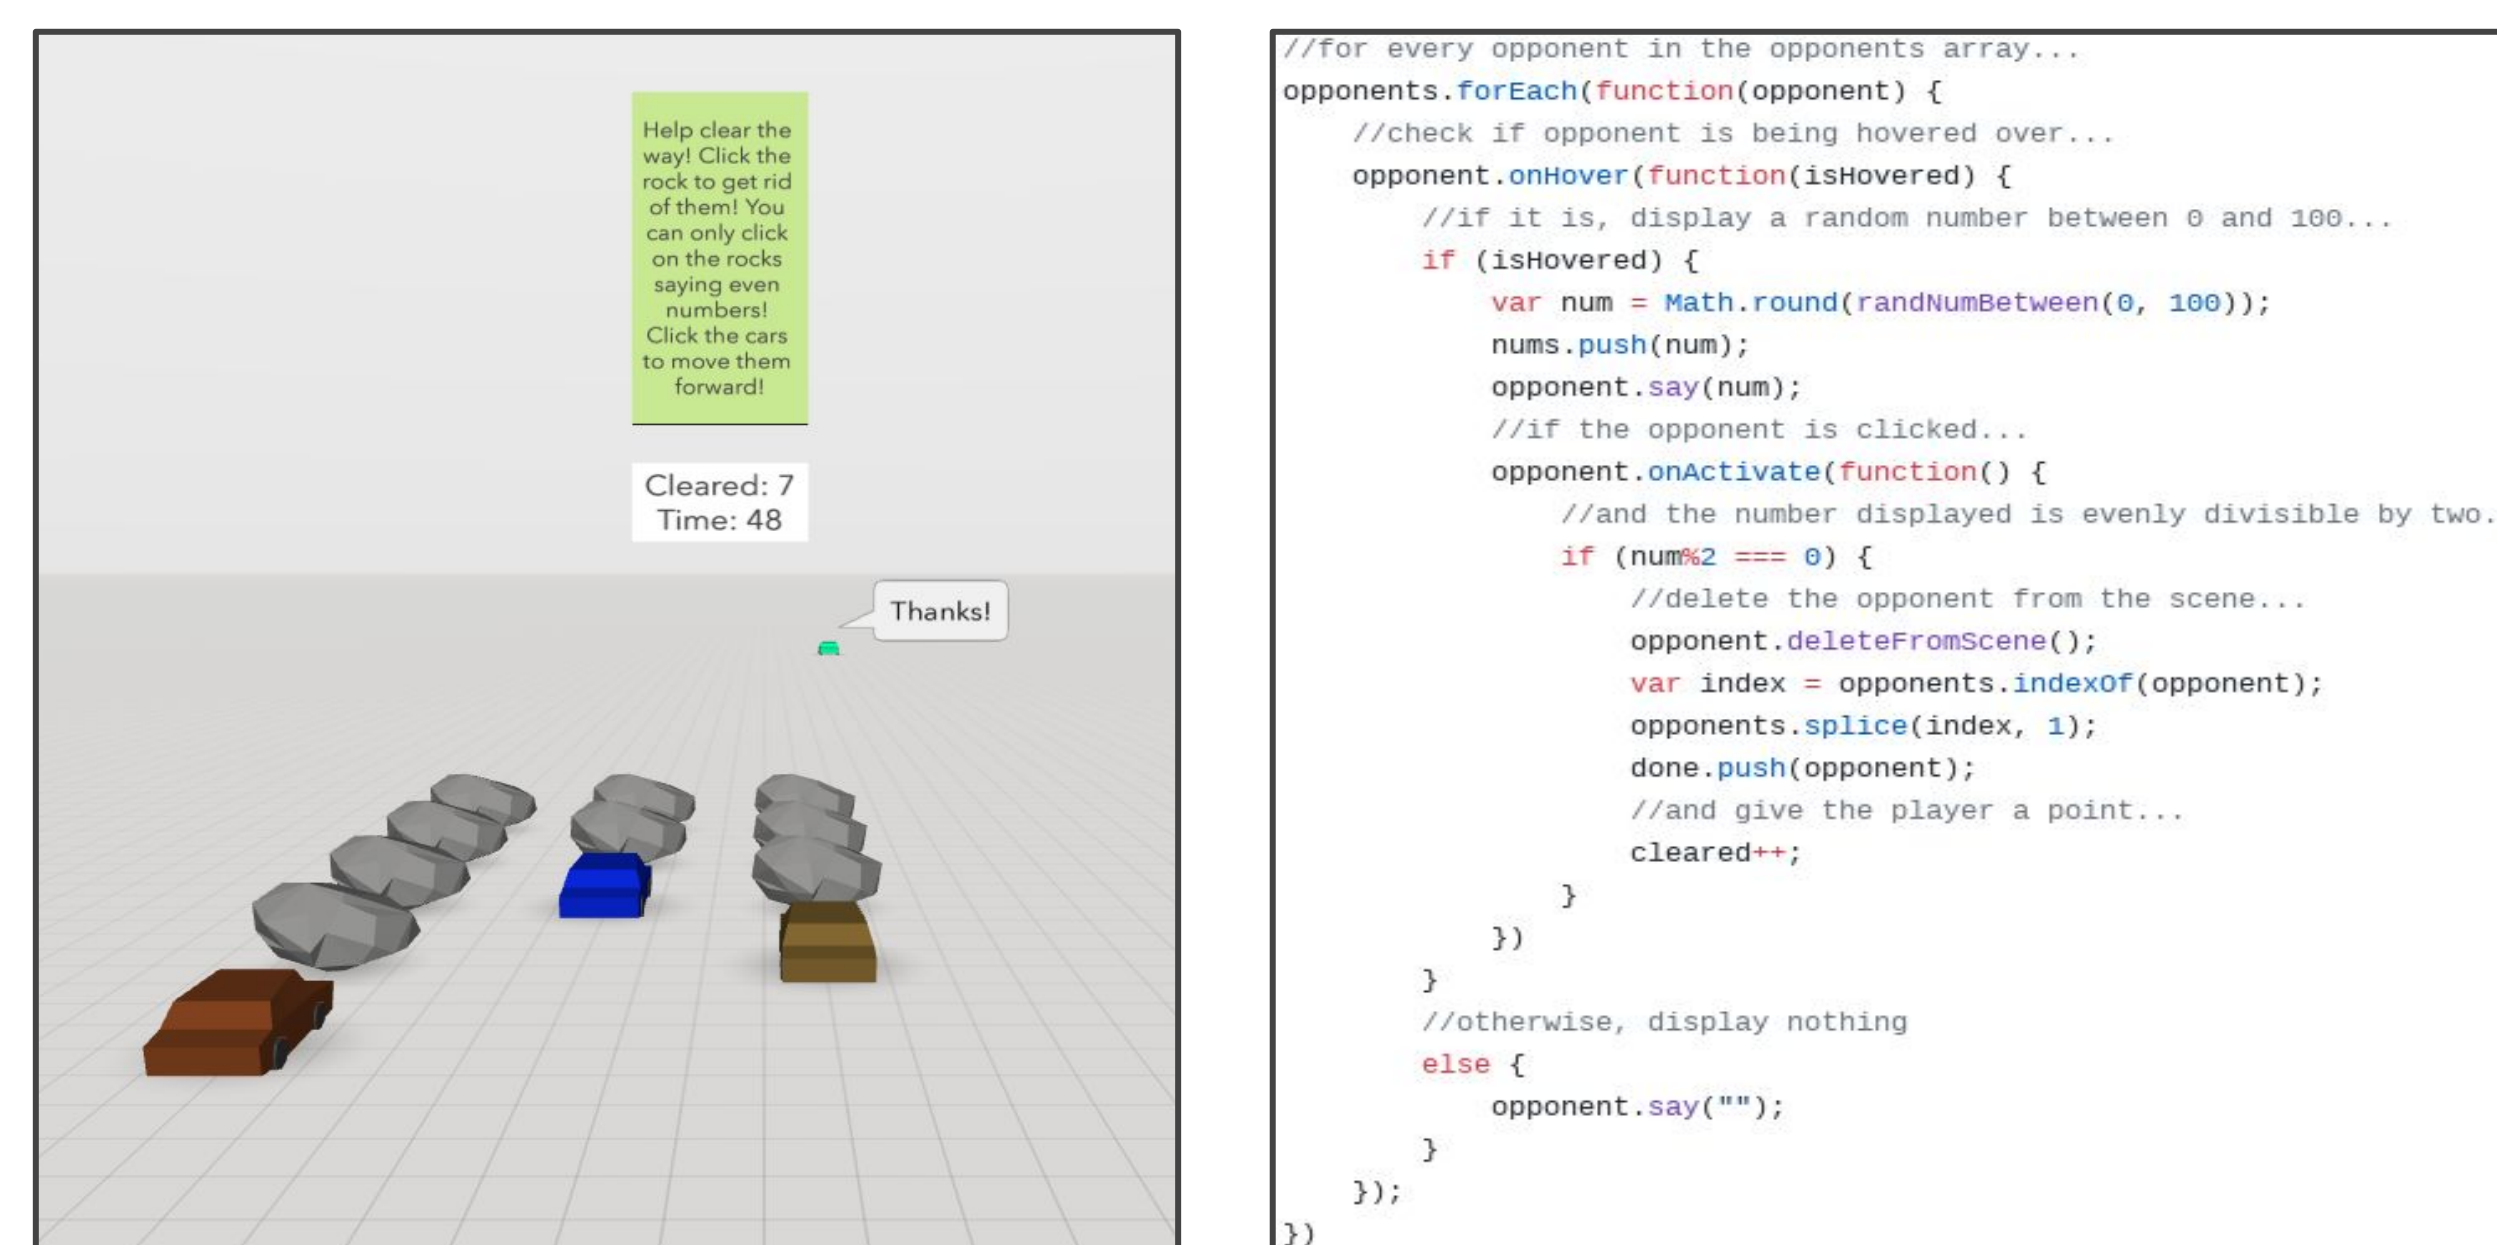 Help clear the
way! Click the
rock to get rid
of them! You
can only click
on the rocks
saying even
numbers!
Click the cars
to move them
forward!
Cleared: 7
Time: 48
Thanks!
//for every opponent in the opponents array...
opponents.forEach(function(opponent) {
//check if opponent is being hovered over...
opponent.onHover(function(isHovered) {
//if it is, display a random number between 0 and 100...
if (isHovered) {
var num = Math.round(randNumBetween(0, 100));
nums.push(num);
opponent.say(num);
//if the opponent is clicked...
opponent.onActivate(function() {
//and the number displayed is evenly divisible by two.
if (num%2 === 0) {
//delete the opponent from the scene...
opponent.deleteFromScene();
var index = opponents.indexOf(opponent);
opponents.splice(index, 1);
done.push(opponent);
//and give the player a point...
cleared++;
}
})
}
//otherwise, display nothing
else {
opponent.say("");
}
});
})